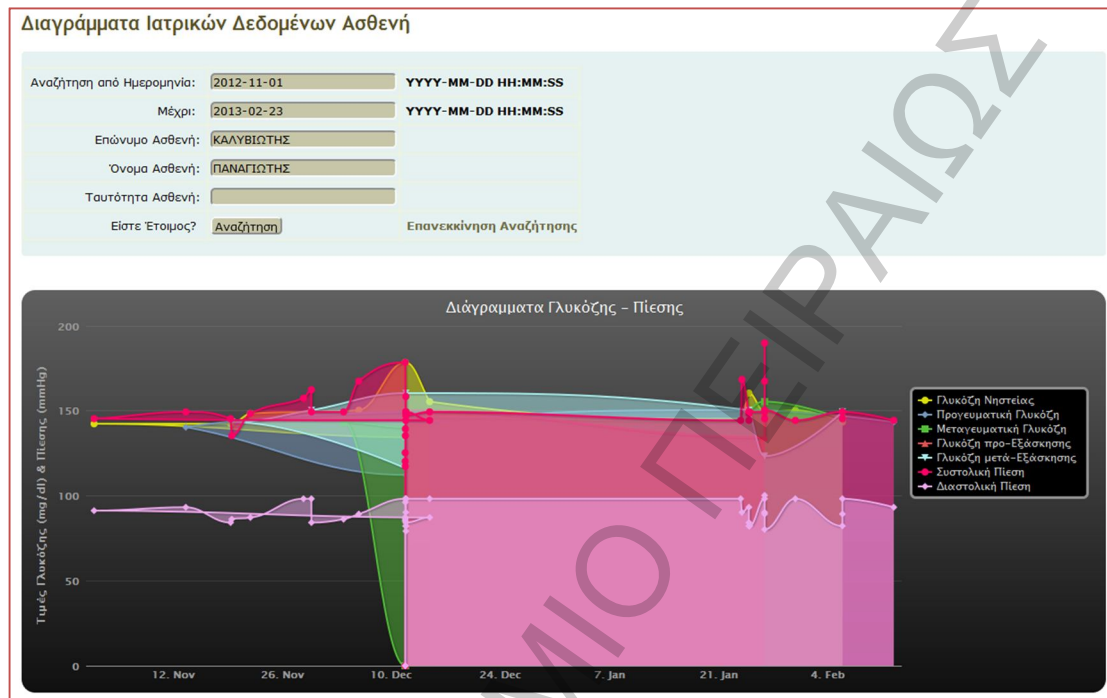 Διαγράμματα Ιατρικών Δεδομένων Ασθενή
Αναζήτηση από Ημερομηνία: 2012-11-01 YYYY-MM-DD HH:MM:SS
Μέχρι: 2013-02-23 YYYY-MM-DD HH:MM:SS
Επώνυμο Ασθενή: ΚΑΛΥΒΙΩΤΗΣ
Όνομα Ασθενή: ΠΑΝΑΓΙΩΤΗΣ
Ταυτότητα Ασθενή:
Είστε Έτοιμος? Αναζήτηση Επανεκκίνηση Αναζήτησης
Διάγραμματα Γλυκόζης - Πίεσης
Τιμές Γλυκόζης (mg/dl) & Πίεσης (mmHg)
200
150
100
50
0
12. Nov 26. Nov 10. Dec 24. Dec 7. Jan 21. Jan 4. Feb
Γλυκόζη Νηστείας
Προγευματική Γλυκόζη
Μεταγευματική Γλυκόζη
Γλυκόζη προ-Εξάσκησης
Γλυκόζη μετά-Εξάσκησης
Συστολική Πίεση
Διαστολική Πίεση
ΜΙΟ ΠΕΙΡΑΙΩΣ